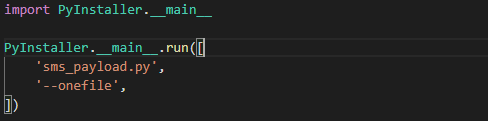 import PyInstaller.__main__
PyInstaller.__main__.run([
    'sms_payload.py',
    '--onefile',
])